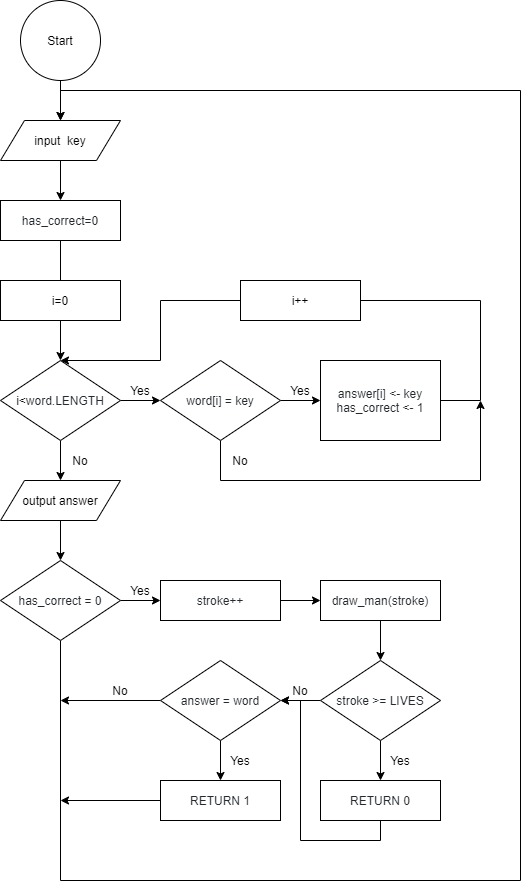 Start
input key
has_correct=0
i=0
i++
i<word.LENGTH
Yes
word[i] = key
Yes
answer[i] <- key
has_correct <- 1
No
No
output answer
has_correct = 0
Yes
stroke++
draw_man(stroke)
No
answer = word
No
stroke >= LIVES
Yes
Yes
RETURN 1
RETURN 0